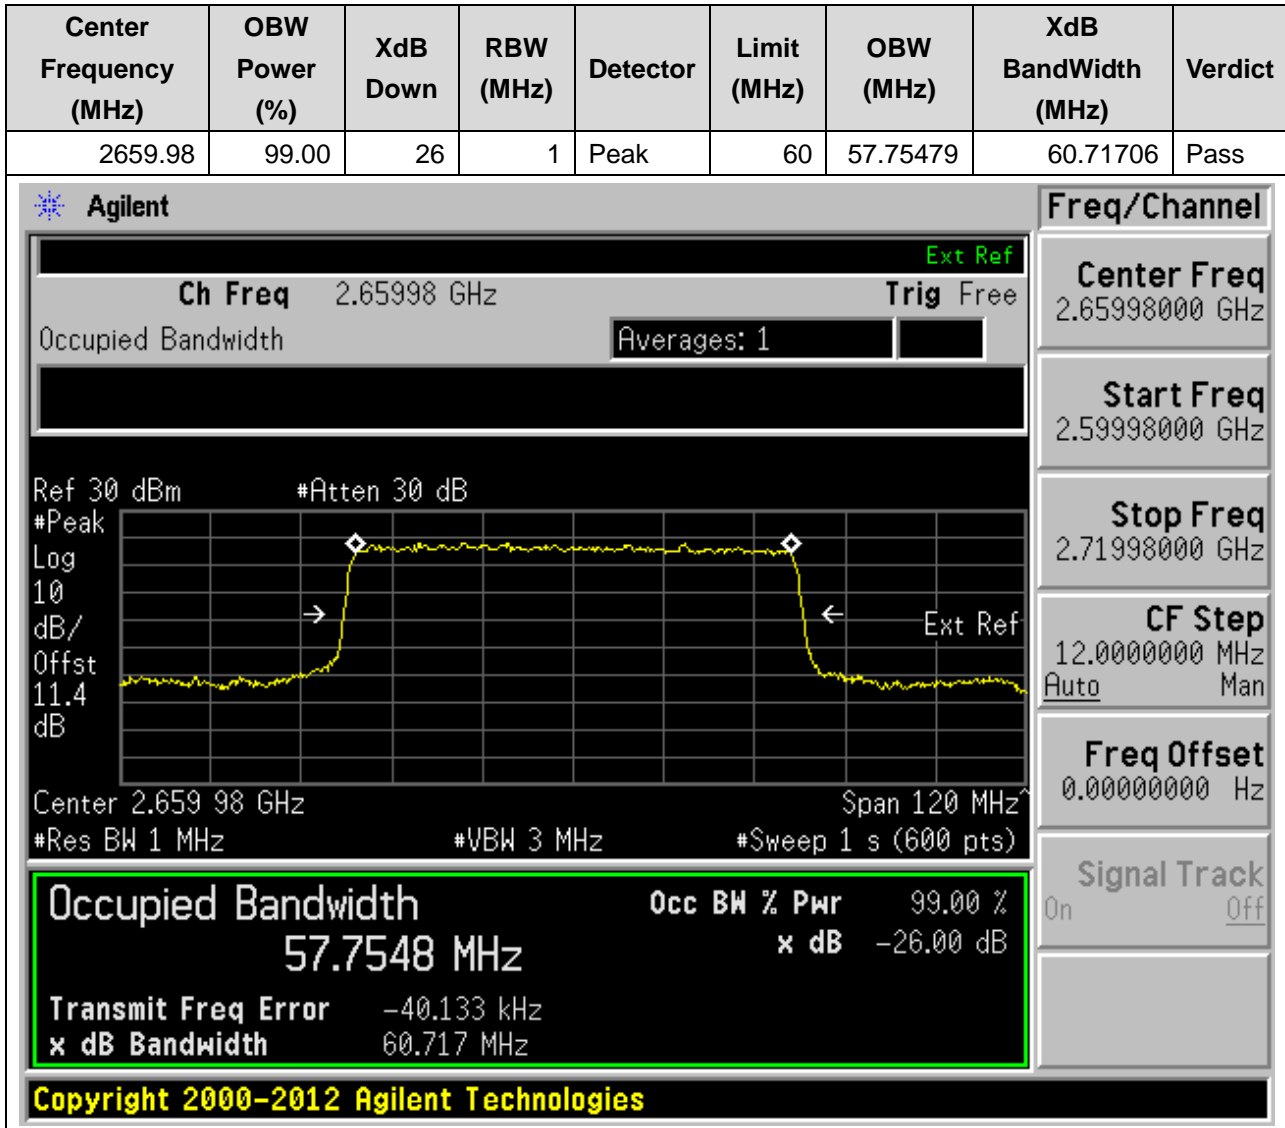 Center Frequency (MHz) OBW Power (%) XdB Down RBW (MHz) Detector Limit (MHz) OBW (MHz) XdB BandWidth (MHz) Verdict
2659.98 99.00 26 1 Peak 60 57.75479 60.71706 Pass
Agilent
Freq/Channel
Ext Ref
Ch Freq 2.65998 GHz Trig Free
Occupied Bandwidth Averages: 1
Ref 30 dBm #Atten 30 dB
#Peak
Log
10
dB/
Offst
11.4
dB
Ext Ref
Center 2.659 98 GHz Span 120 MHz^
#Res BW 1 MHz #VBW 3 MHz #Sweep 1 s (600 pts)
Occupied Bandwidth
57.7548 MHz
Occ BW % Pwr 99.00 %
x dB -26.00 dB
Transmit Freq Error -40.133 kHz
x dB Bandwidth 60.717 MHz
Center Freq
2.65998000 GHz
Start Freq
2.59998000 GHz
Stop Freq
2.71998000 GHz
CF Step
12.0000000 MHz
Auto Man
Freq Offset
0.00000000 Hz
Signal Track
On Off
Copyright 2000-2012 Agilent Technologies